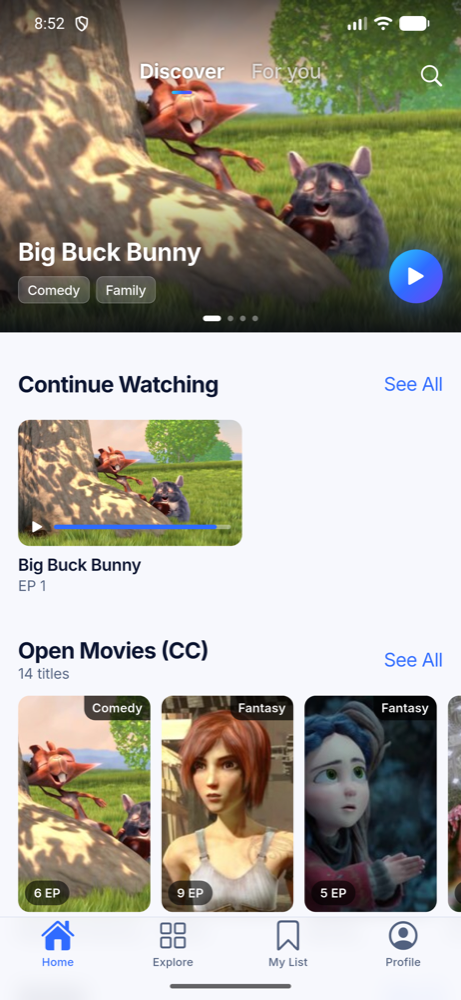 8:52
Discover For you
Big Buck Bunny
Comedy Family
Continue Watching See All
Big Buck Bunny
EP 1
Open Movies (CC)
14 titles
See All
Comedy Fantasy Fantasy
6 EP 9 EP 5 EP
Home Explore My List Profile